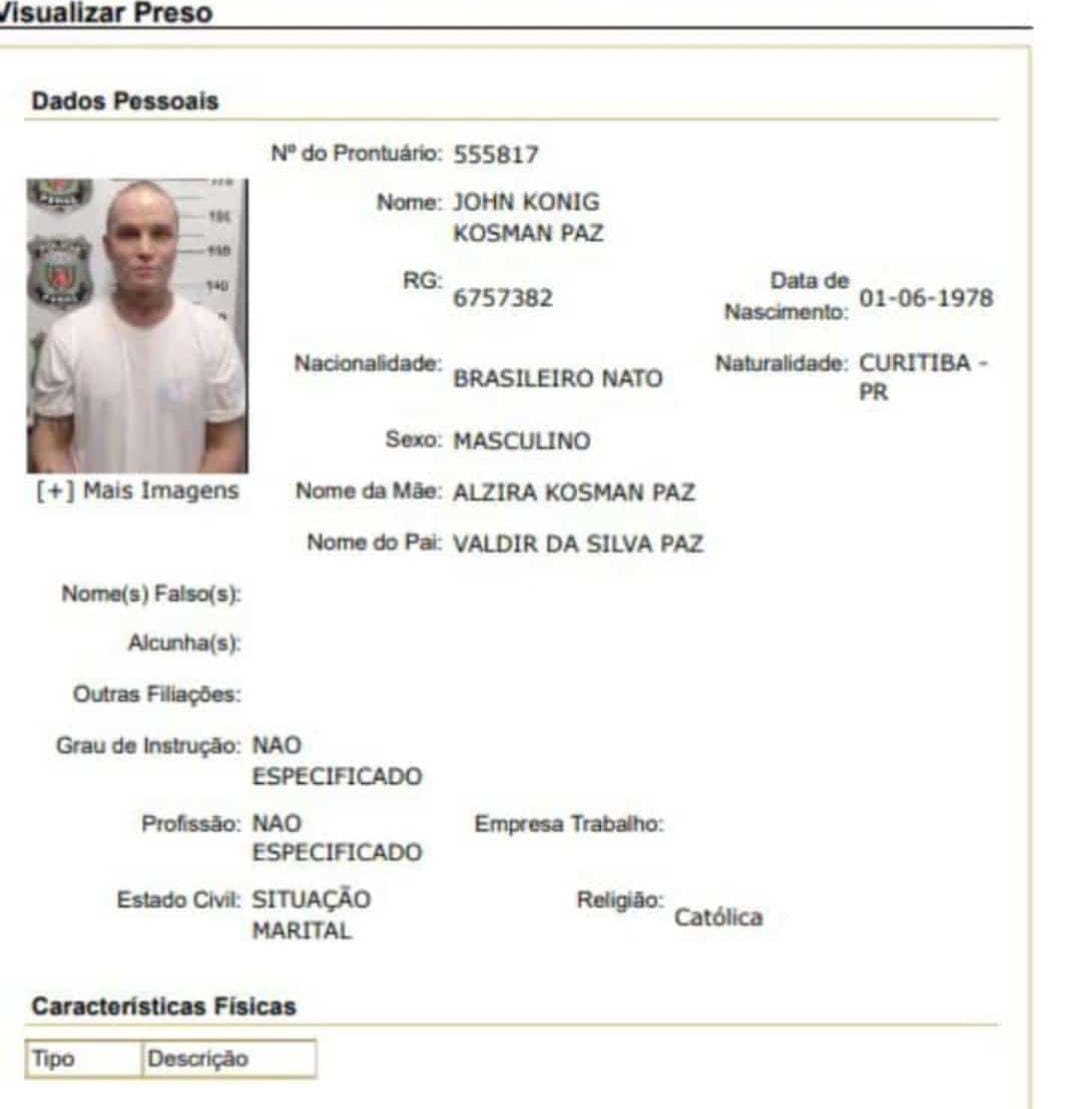 Visualizar Preso
Dados Pessoais
Nº do Prontuário: 555817
Nome: JOHN KONIG
KOSMAN PAZ
RG: 6757382
Data de
Nascimento: 01-06-1978
Nacionalidade: BRASILEIRO NATO
Naturalidade: CURITIBA -
PR
Sexo: MASCULINO
[+] Mais Imagens
Nome da Mãe: ALZIRA KOSMAN PAZ
Nome do Pai: VALDIR DA SILVA PAZ
Nome(s) Falso(s):
Alcunha(s):
Outras Filiações:
Grau de Instrução: NAO
ESPECIFICADO
Profissão: NAO
ESPECIFICADO
Empresa Trabalho:
Estado Civil: SITUAÇÃO
MARITAL
Religião: Católica
Características Físicas
Tipo Descrição
140